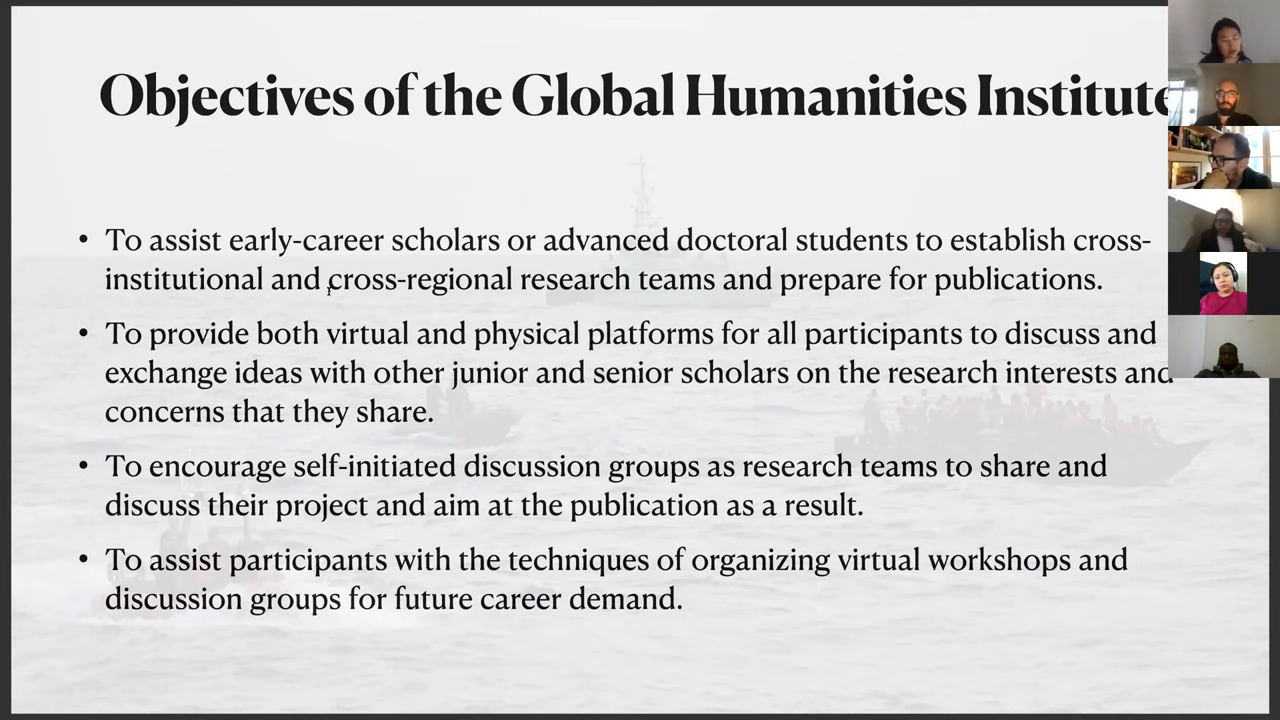 Objectives of the Global Humanities Institute
• To assist early-career scholars or advanced doctoral students to establish cross-
institutional and cross-regional research teams and prepare for publications.
• To provide both virtual and physical platforms for all participants to discuss and
exchange ideas with other junior and senior scholars on the research interests and
concerns that they share.
• To encourage self-initiated discussion groups as research teams to share and
discuss their project and aim at the publication as a result.
• To assist participants with the techniques of organizing virtual workshops and
discussion groups for future career demand.